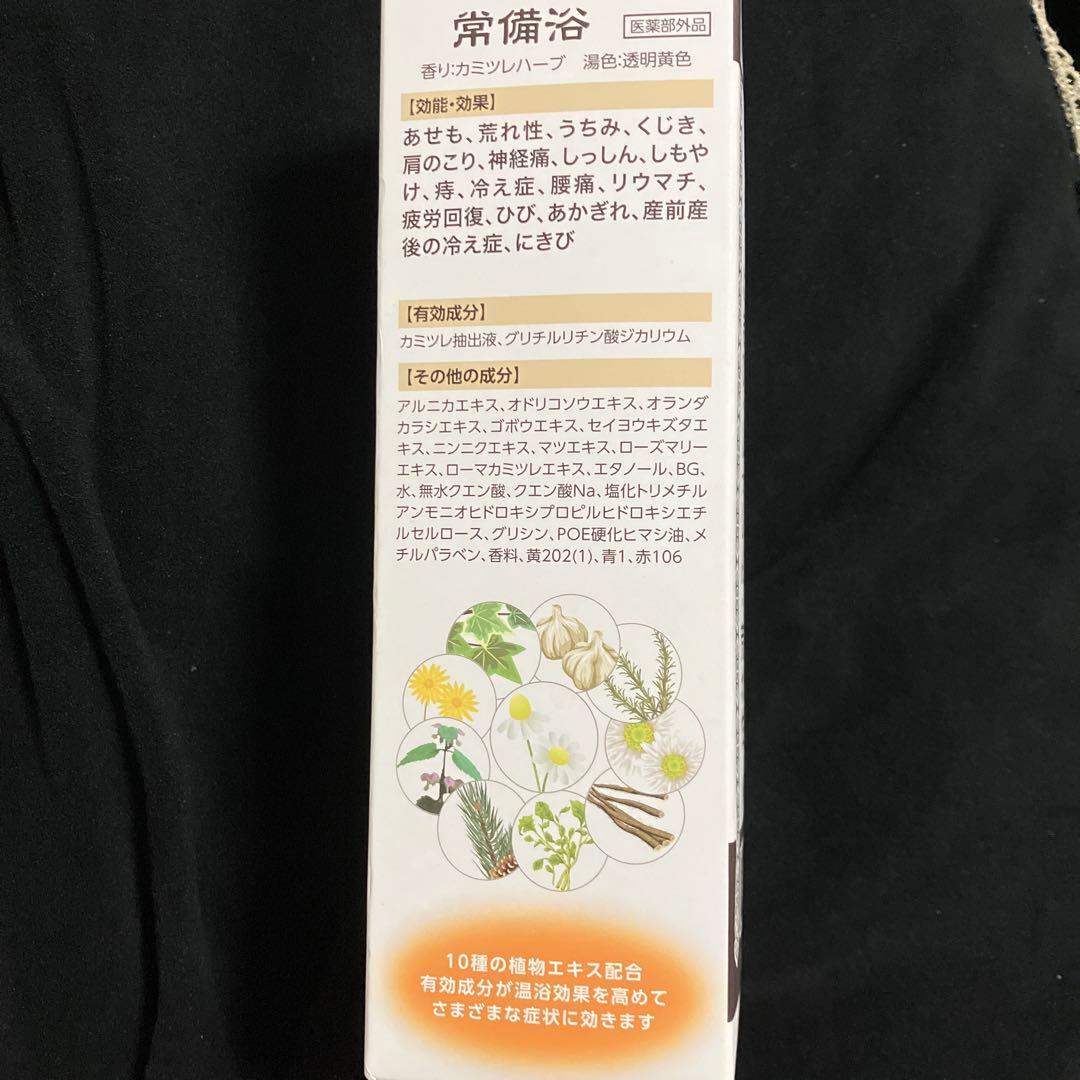 常備浴 医薬部外品
香り:カミツレハーブ 湯色:透明黄色
【効能・効果】
あせも、荒れ性、うちみ、くじき、
肩のこり、神経痛、しっしん、しもや
け、痔、冷え症、腰痛、リウマチ、
疲労回復、ひび、あかぎれ、産前産
後の冷え症、にきび
【有効成分】
カミツレ抽出液、グリチルリチン酸ジカリウム
【その他の成分】
アルニカエキス、オドリコソウエキス、オランダ
カラシエキス、ゴボウエキス、セイヨウキズタエ
キス、ニンニクエキス、マツエキス、ローズマリー
エキス、ローマカミツレエキス、エタノール、BG、
水、無水クエン酸、クエン酸Na、塩化トリメチル
アンモニオヒドロキシプロピルヒドロキシエチ
ルセルロース、グリシン、POE硬化ヒマシ油、メ
チルパラベン、香料、黄202(1)、青1、赤106
10種の植物エキス配合
有効成分が温浴効果を高めて
さまざまな症状に効きます